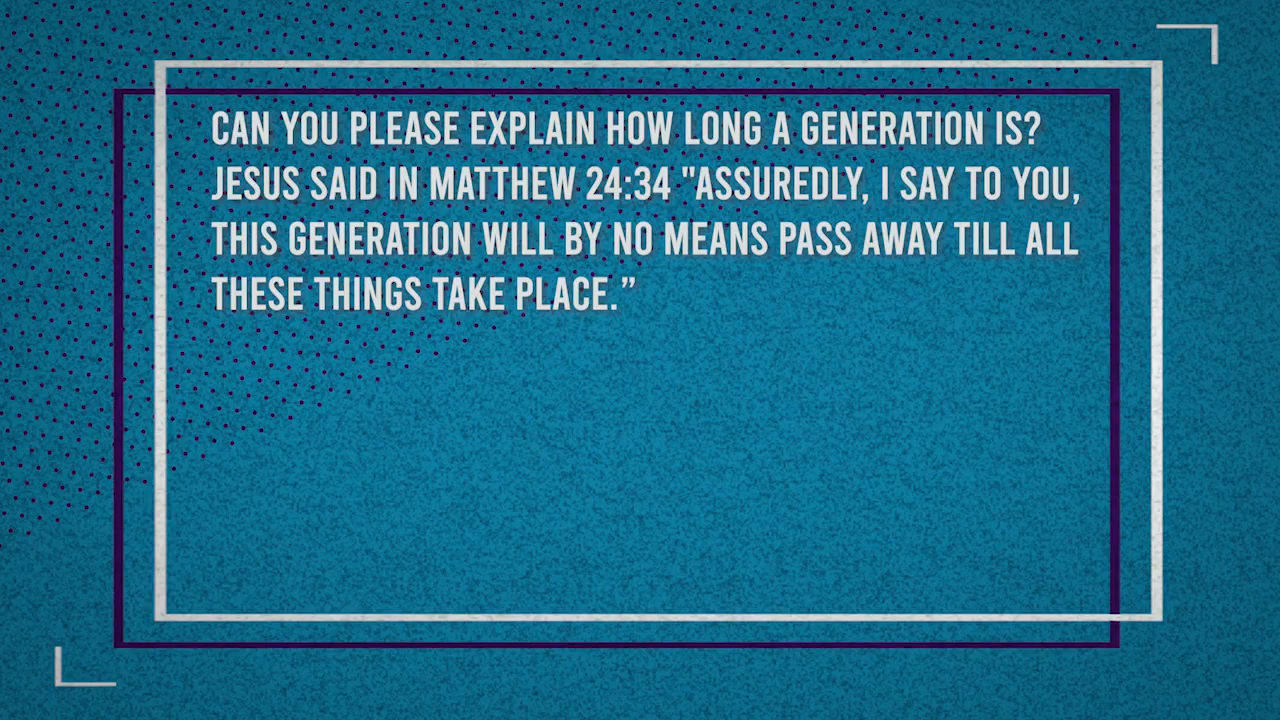 CAN YOU PLEASE EXPLAIN HOW LONG A GENERATION IS?
JESUS SAID IN MATTHEW 24:34 "ASSUREDLY, I SAY TO YOU,
THIS GENERATION WILL BY NO MEANS PASS AWAY TILL ALL
THESE THINGS TAKE PLACE.”